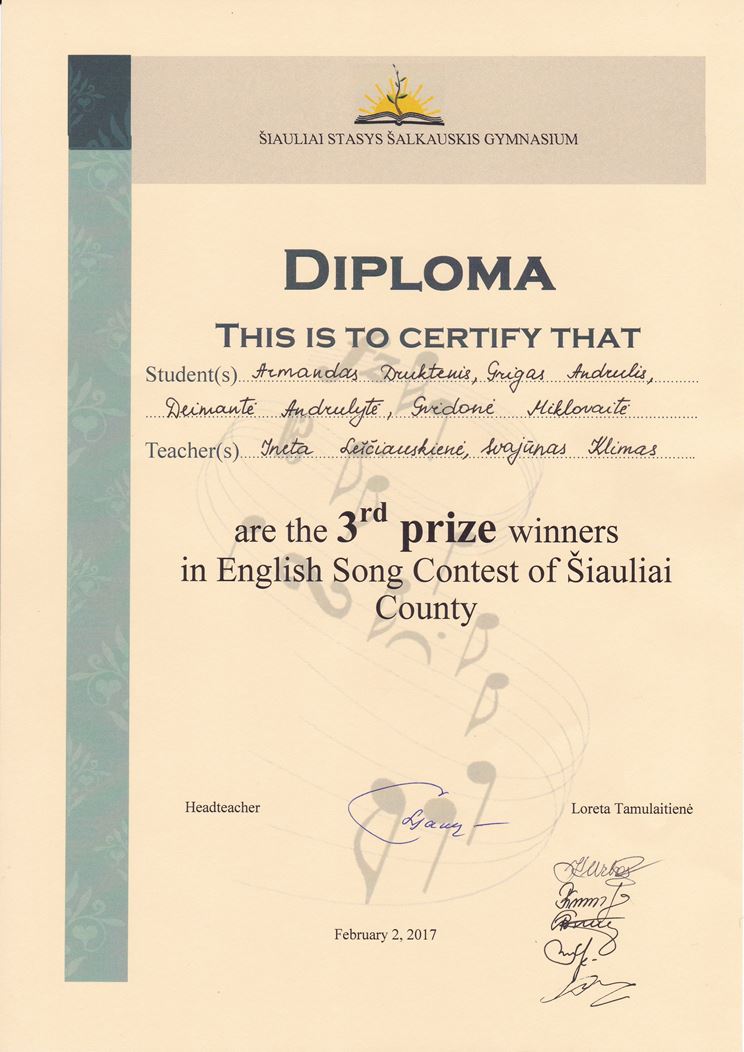 ŠIAULIAI STASYS ŠALKAUSKIS GYMNASIUM
DIPLOMA
THIS IS TO CERTIFY THAT
Student(s) Armandas Druktenis, Grigas Andrulis,
Deimantė Andrulytė, Gvidonė Miklovaitė
Teacher(s) Ineta Leščiauskienė, Svajūnas Klimas
are the 3rd prize winners
in English Song Contest of Šiauliai
County
Headteacher Loreta Tamulaitienė
February 2, 2017